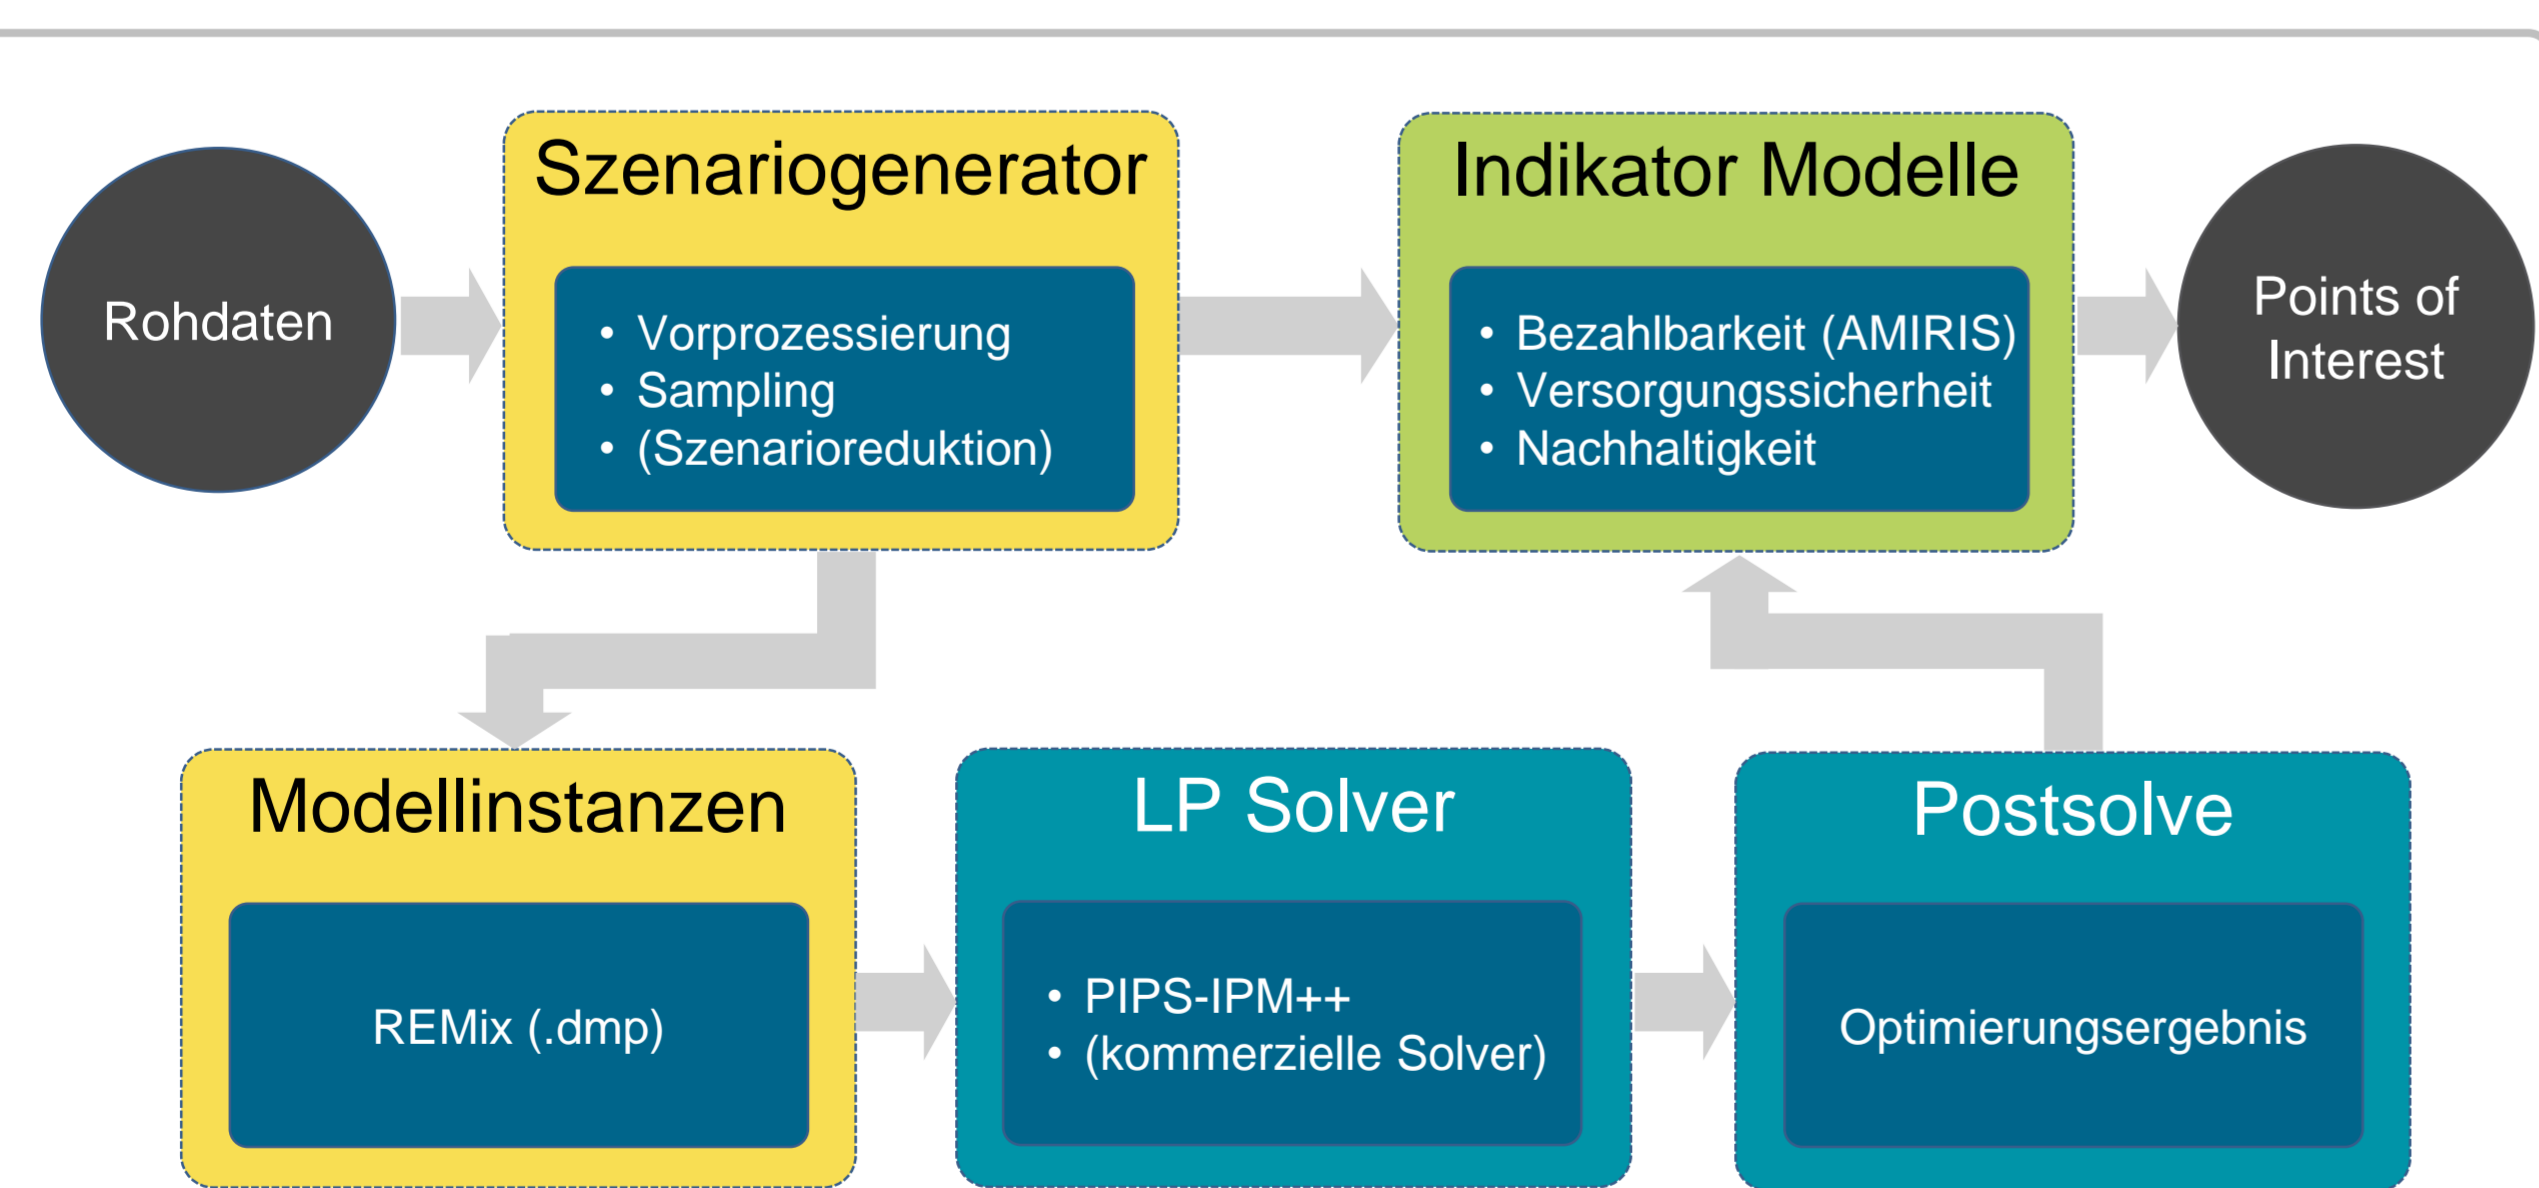 Rohdaten
Szenariogenerator
• Vorprozessierung
• Sampling
• (Szenarioreduktion)
Indikator Modelle
• Bezahlbarkeit (AMIRIS)
• Versorgungssicherheit
• Nachhaltigkeit
Points of
Interest
Modellinstanzen
REMix (.dmp)
LP Solver
• PIPS-IPM++
• (kommerzielle Solver)
Postsolve
Optimierungsergebnis